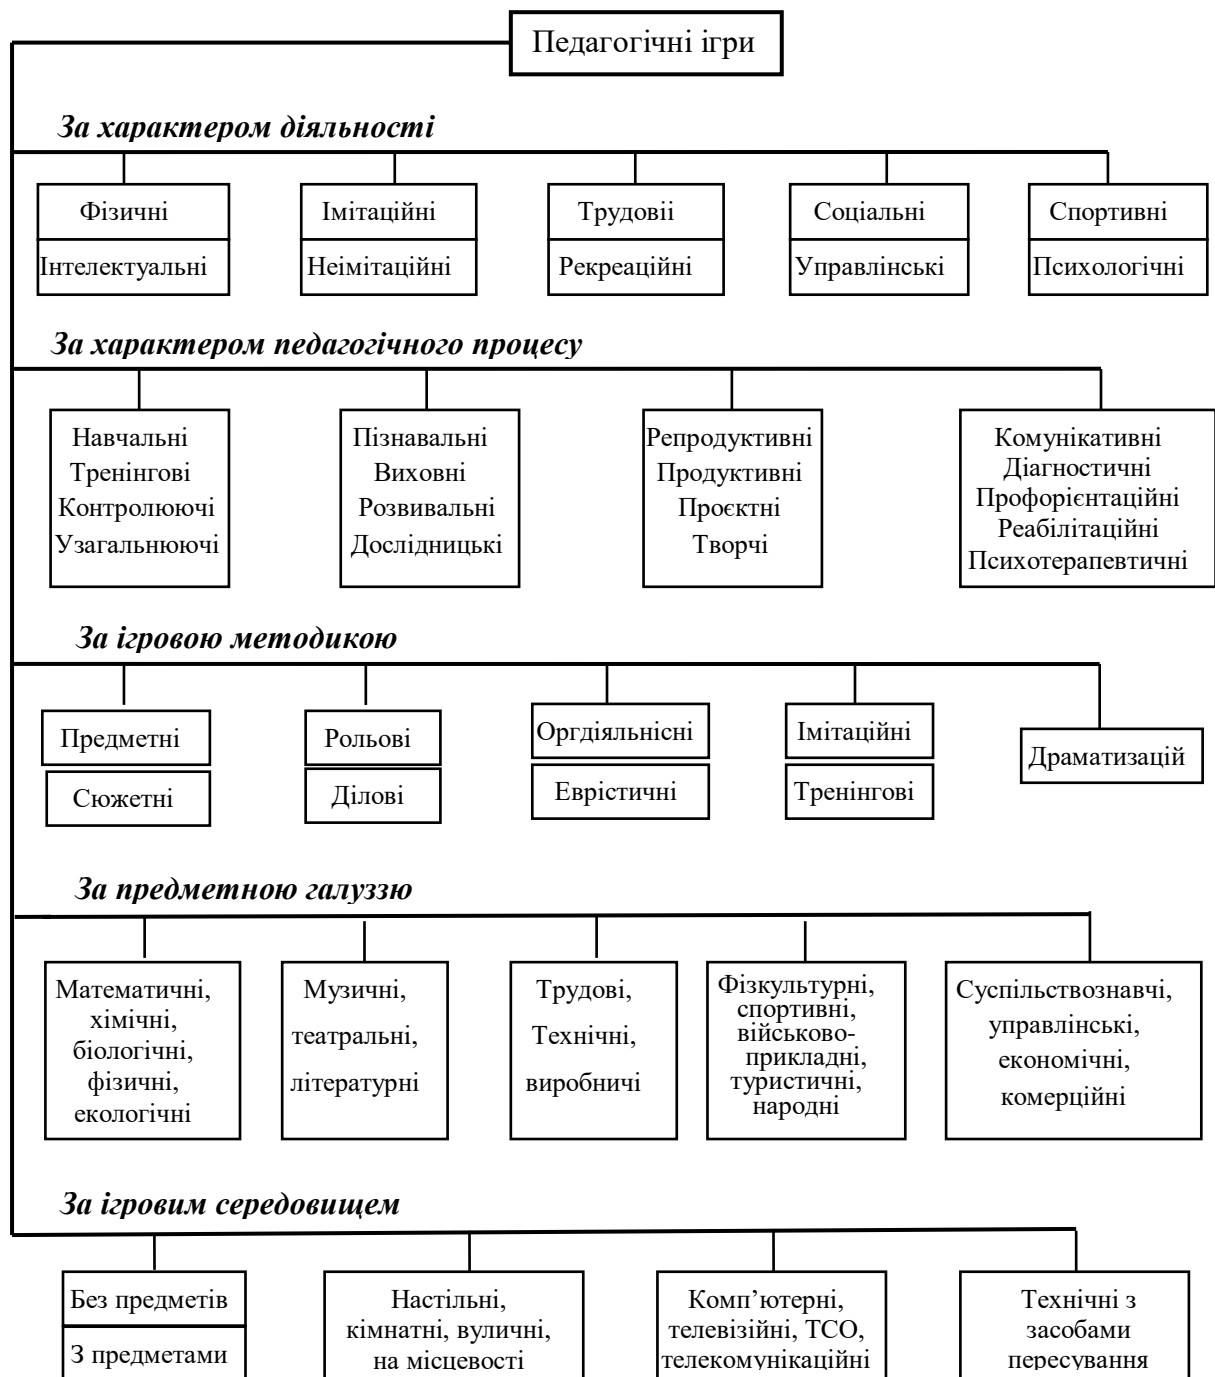 Педагогічні ігри
За характером діяльності
Фізичні
Інтелектуальні
Імітаційні
Неімітаційні
Трудовії
Рекреаційні
Соціальні
Управлінські
Спортивні
Психологічні
За характером педагогічного процесу
Навчальні
Тренінгові
Контролюючі
Узагальнюючі
Пізнавальні
Виховні
Розвивальні
Дослідницькі
Репродуктивні
Продуктивні
Проєктні
Творчі
Комунікативні
Діагностичні
Профорієнтаційні
Реабілітаційні
Психотерапевтичні
За ігровою методикою
Предметні
Сюжетні
Рольові
Ділові
Оргдіяльнісні
Еврістичні
Імітаційні
Тренінгові
Драматизацій
За предметною галуззю
Математичні,
хімічні,
біологічні,
фізичні,
екологічні
Музичні,
театральні,
літературні
Трудові,
Технічні,
виробничі
Фізкультурні,
спортивні,
військово-
прикладні,
туристичні,
народні
Суспільствознавчі,
управлінські,
економічні,
комерційні
За ігровим середовищем
Без предметів
З предметами
Настільні,
кімнатні, вуличні,
на місцевості
Комп’ютерні,
телевізійні, ТСО,
телекомунікаційні
Технічні з
засобами
пересування